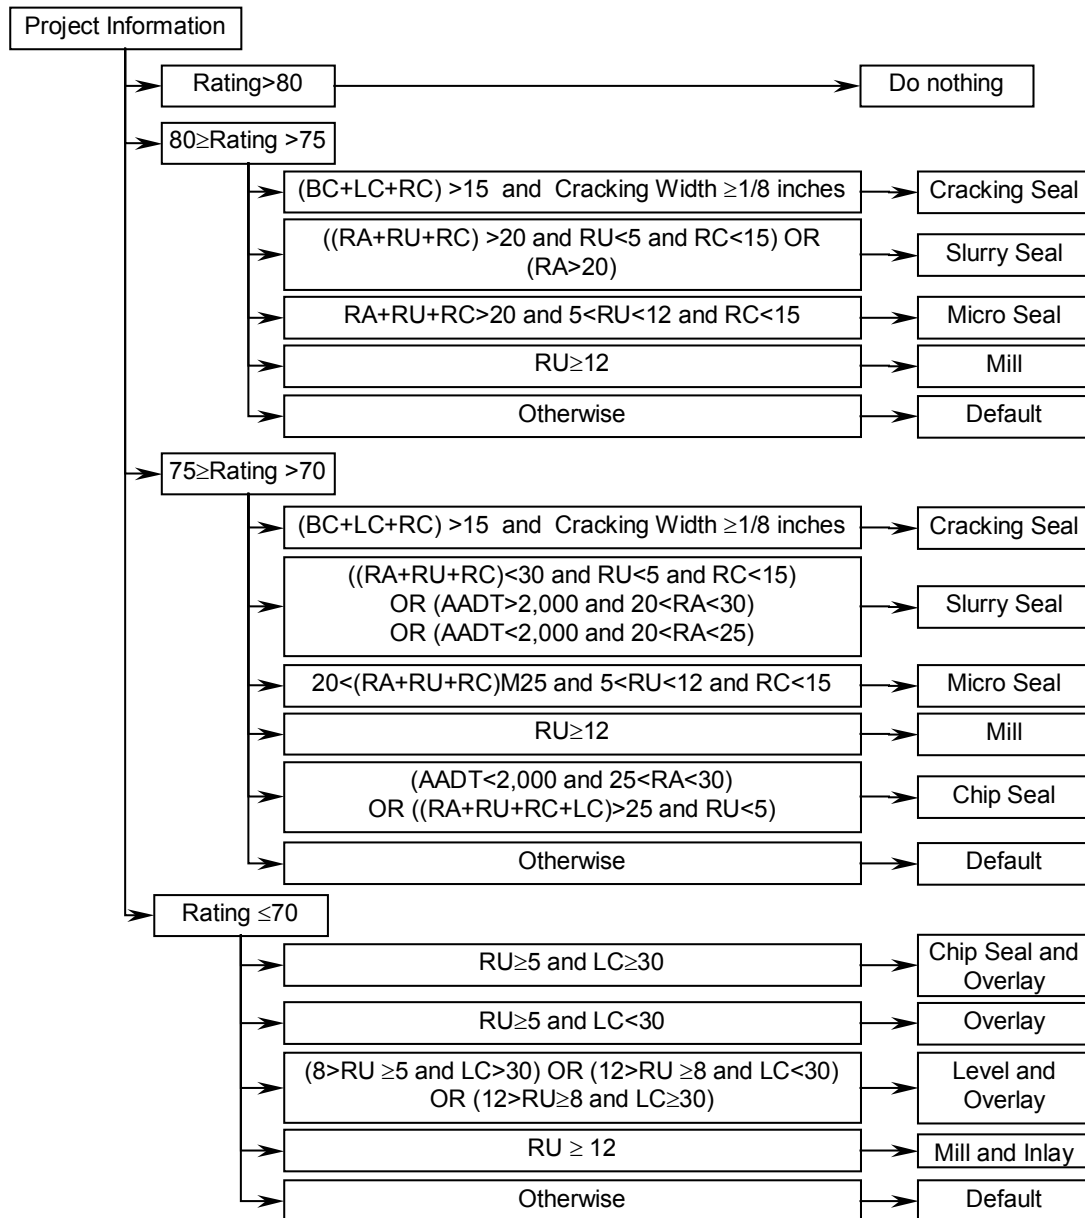 Project Information
Rating>80
Do nothing
80≥Rating >75
(BC+LC+RC) >15 and Cracking Width ≥1/8 inches
Cracking Seal
((RA+RU+RC) >20 and RU<5 and RC<15) OR
(RA>20)
Slurry Seal
RA+RU+RC>20 and 5<RU<12 and RC<15
Micro Seal
RU≥12
Mill
Otherwise
Default
75≥Rating >70
(BC+LC+RC) >15 and Cracking Width ≥1/8 inches
Cracking Seal
((RA+RU+RC)<30 and RU<5 and RC<15)
OR (AADT>2,000 and 20<RA<30)
OR (AADT<2,000 and 20<RA<25)
Slurry Seal
20<(RA+RU+RC)M25 and 5<RU<12 and RC<15
Micro Seal
RU≥12
Mill
(AADT<2,000 and 25<RA<30)
OR ((RA+RU+RC+LC)>25 and RU<5)
Chip Seal
Otherwise
Default
Rating ≤70
RU≥5 and LC≥30
Chip Seal and
Overlay
RU≥5 and LC<30
Overlay
(8>RU ≥5 and LC>30) OR (12>RU ≥8 and LC<30)
OR (12>RU≥8 and LC≥30)
Level and
Overlay
RU ≥ 12
Mill and Inlay
Otherwise
Default